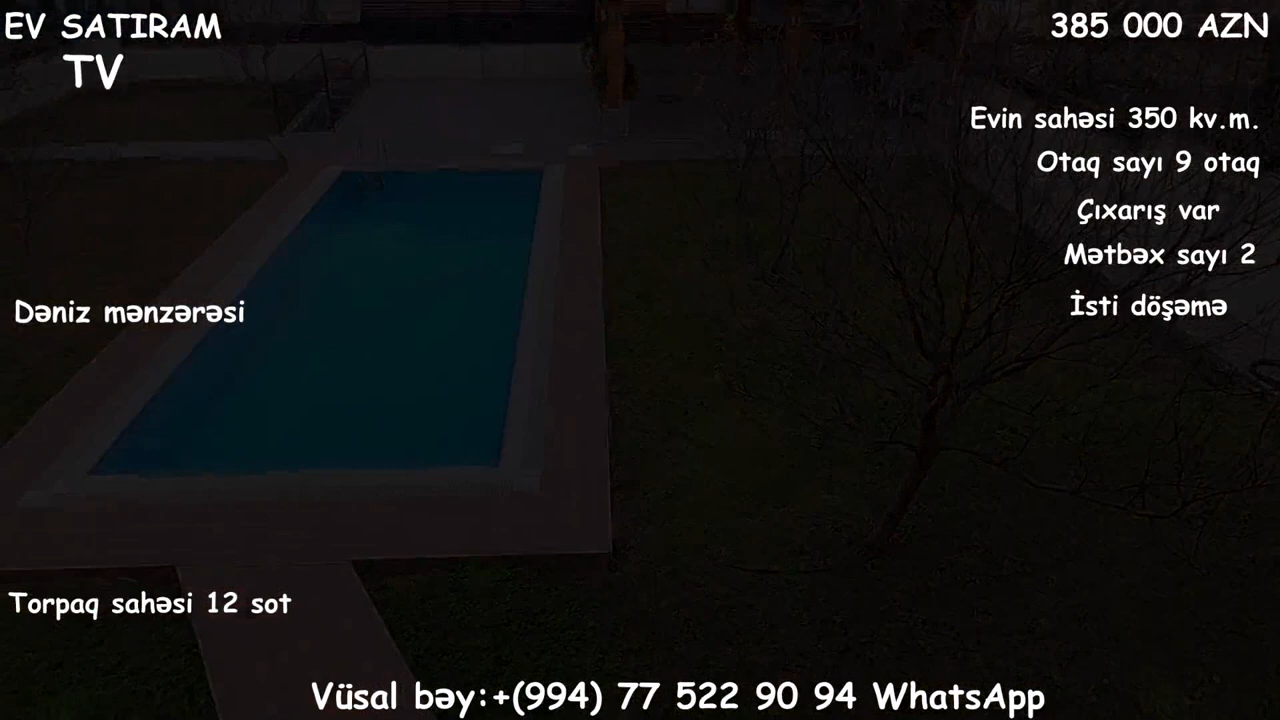 EV SATIRAM
TV
385 000 AZN
Evin sahəsi 350 kv.m.
Otaq sayı 9 otaq
Çıxarış var
Mətbəx sayı 2
İsti döşəmə
Dəniz mənzərəsi
Torpaq sahəsi 12 sot
Vüsal bəy:+(994) 77 522 90 94 WhatsApp